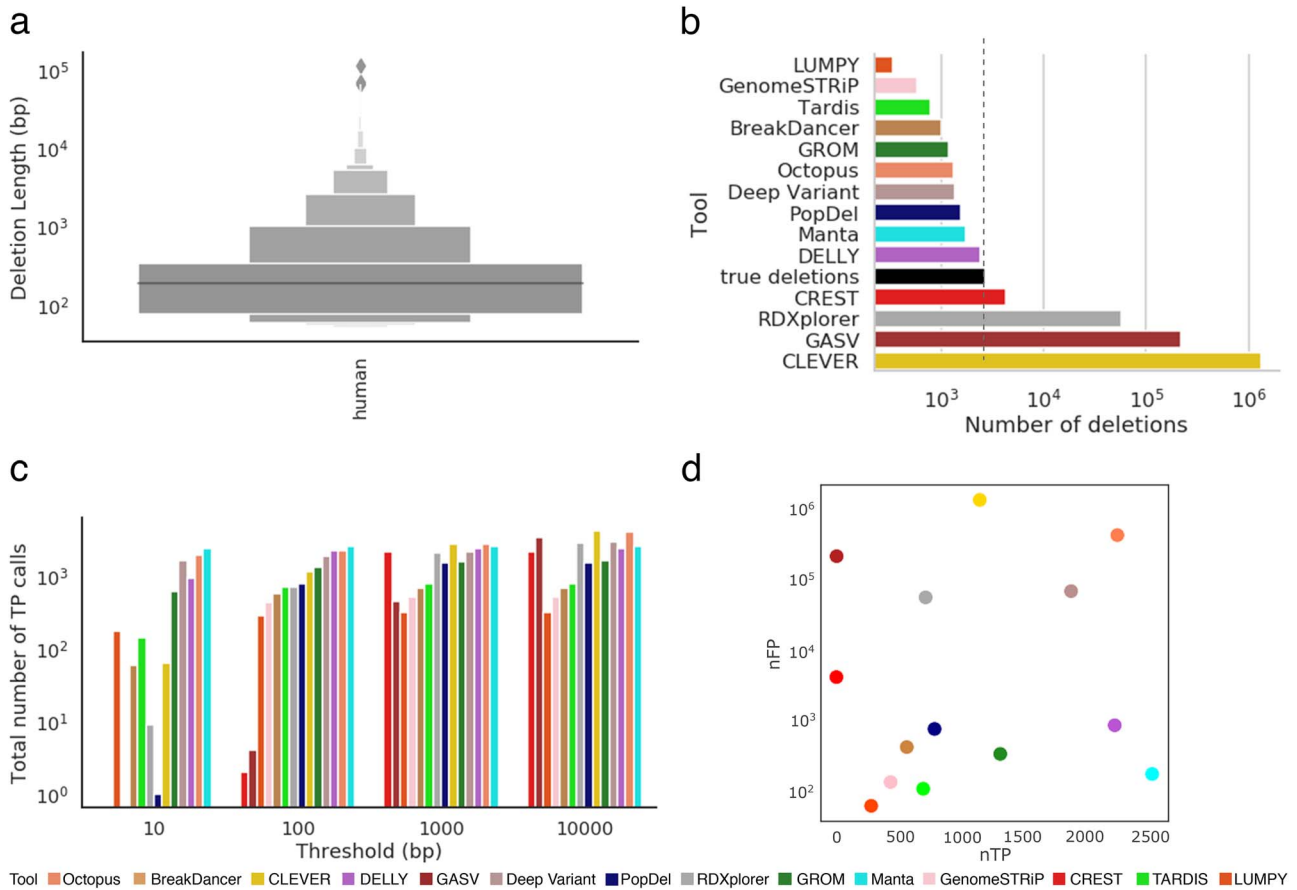 a
Deletion Length (bp)
10^5
10^4
10^3
10^2
human
b
Tool
LUMPY
GenomeSTRiP
Tardis
BreakDancer
GROM
Octopus
Deep Variant
PopDel
Manta
DELLY
true deletions
CREST
RDXplorer
GASV
CLEVER
10^3 10^4 10^5 10^6
Number of deletions
c
Total number of TP calls
10^3
10^2
10^1
10^0
10 100 1000 10000
Threshold (bp)
d
nFP
10^6
10^5
10^4
10^3
10^2
0 500 1000 1500 2000 2500
nTP
Tool Octopus BreakDancer CLEVER DELLY GASV Deep Variant PopDel RDXplorer GROM Manta GenomeSTRiP CREST TARDIS LUMPY